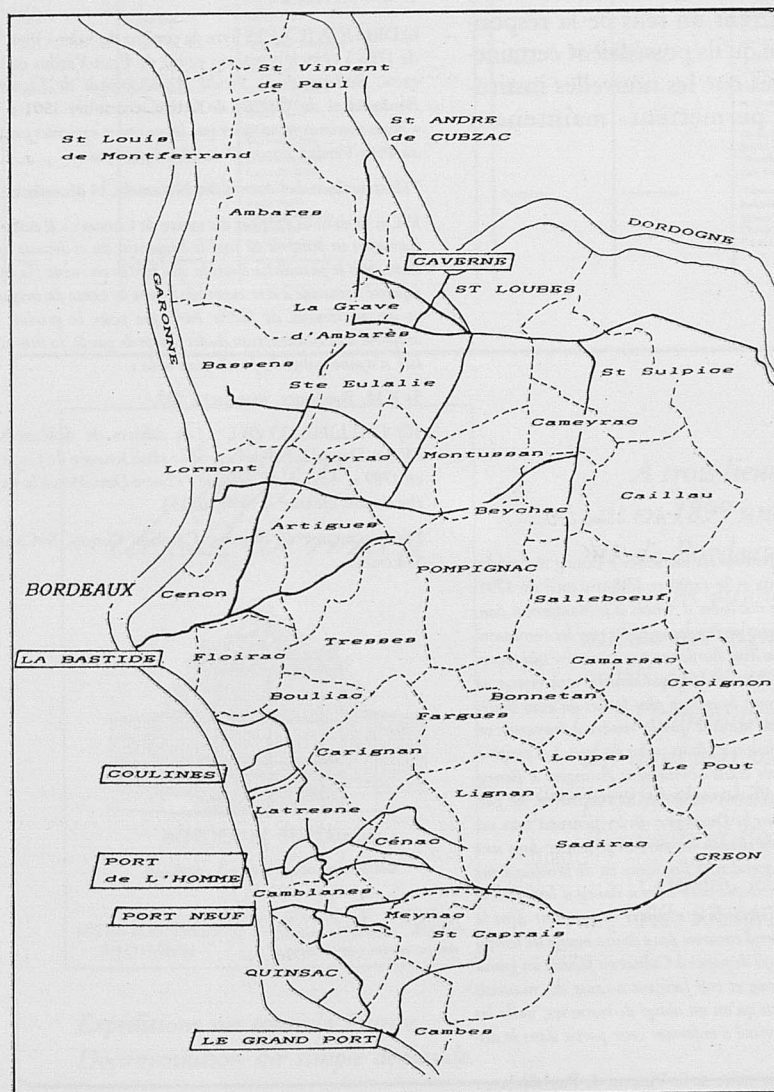 St Vincent
de Paul
St ANDRE
de CUBZAC
St Louis
de Montferrand
Ambares
DORDOGNE
GARONNE
CAVERNE
ST LOUBES
La Grave
d'Ambarès
Bassens
St Sulpice
Ste Eulalie
Cameyrac
Yvrac
Montussan
Lormont
Caillau
Beychac
Artigues
POMPIGNAC
BORDEAUX
Cenon
Salleboeuf
Tresses
LA BASTIDE
Floirac
Camarsac
Croignon
Bouliac
Bonnetan
Fargues
Carignan
Loupes
Le Pout
COULINES
Lignan
Latresne
Cénac
Sadirac
PORT
de L'HOMME
CREON
Camblanes
PORT NEUF
Meynac
St Caprais
QUINSAC
LE GRAND PORT
Cambes